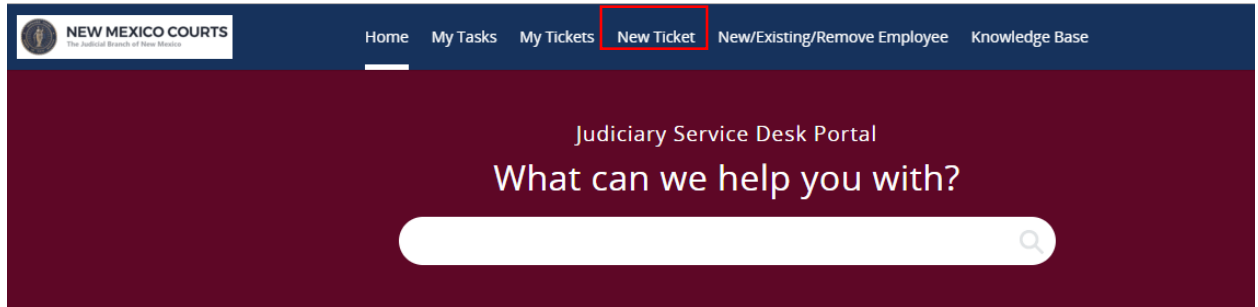 NEW MEXICO COURTS
The Judicial Branch of New Mexico
Home My Tasks My Tickets New Ticket New/Existing/Remove Employee Knowledge Base
Judiciary Service Desk Portal
What can we help you with?